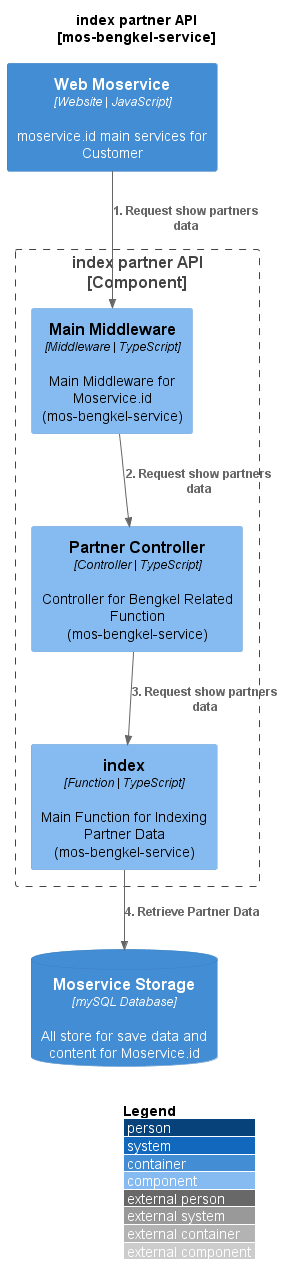 index partner API
[mos-bengkel-service]
Web Moservice
[Website | JavaScript]
moservice.id main services for
Customer
1. Request show partners
data
index partner API
[Component]
Main Middleware
[Middleware | TypeScript]
Main Middleware for
Moservice.id
(mos-bengkel-service)
2. Request show partners
data
Partner Controller
[Controller | TypeScript]
Controller for Bengkel Related
Function
(mos-bengkel-service)
3. Request show partners
data
index
[Function | TypeScript]
Main Function for Indexing
Partner Data
(mos-bengkel-service)
4. Retrieve Partner Data
Moservice Storage
[mySQL Database]
All store for save data and
content for Moservice.id
Legend
person
system
container
component
external person
external system
external container
external component